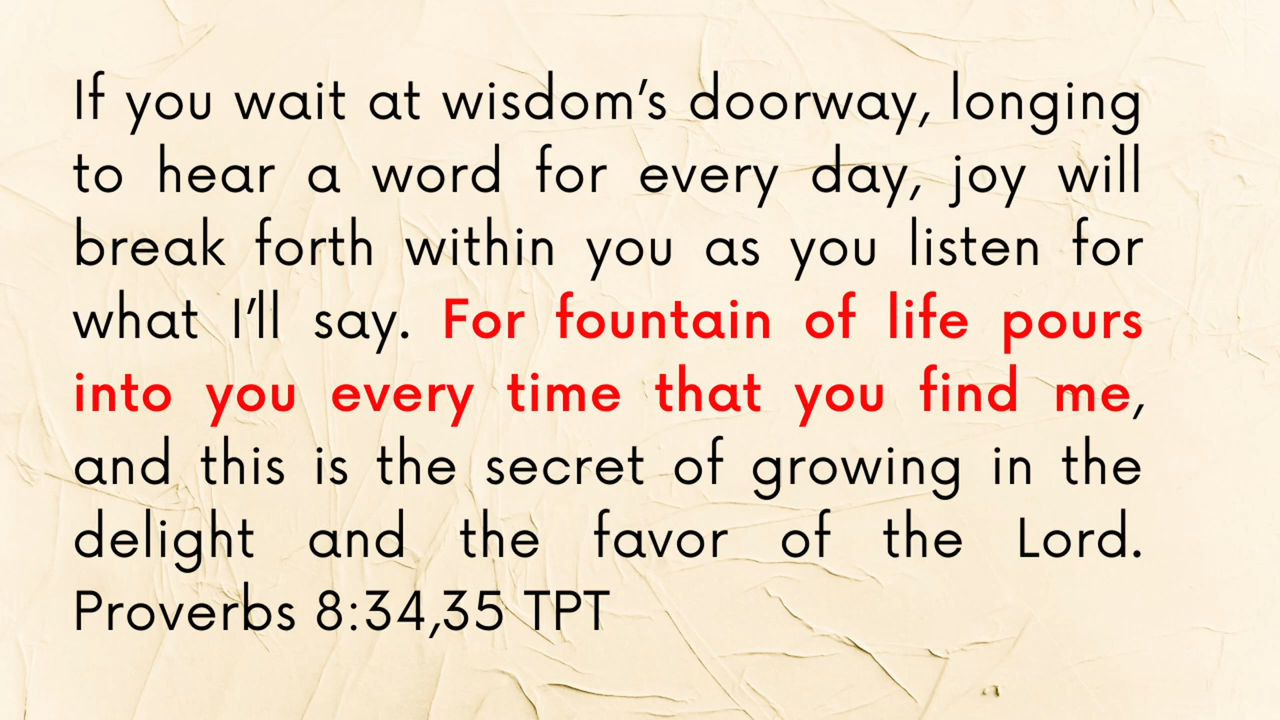 If you wait at wisdom’s doorway, longing
to hear a word for every day, joy will
break forth within you as you listen for
what I’ll say. For fountain of life pours
into you every time that you find me,
and this is the secret of growing in the
delight and the favor of the Lord.
Proverbs 8:34,35 TPT